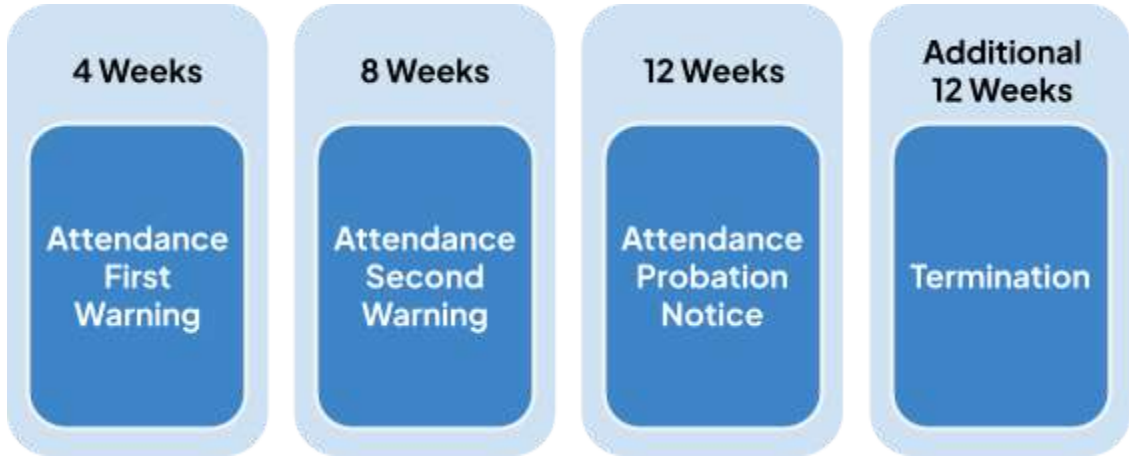 4 Weeks
Attendance
First
Warning
8 Weeks
Attendance
Second
Warning
12 Weeks
Attendance
Probation
Notice
Additional
12 Weeks
Termination